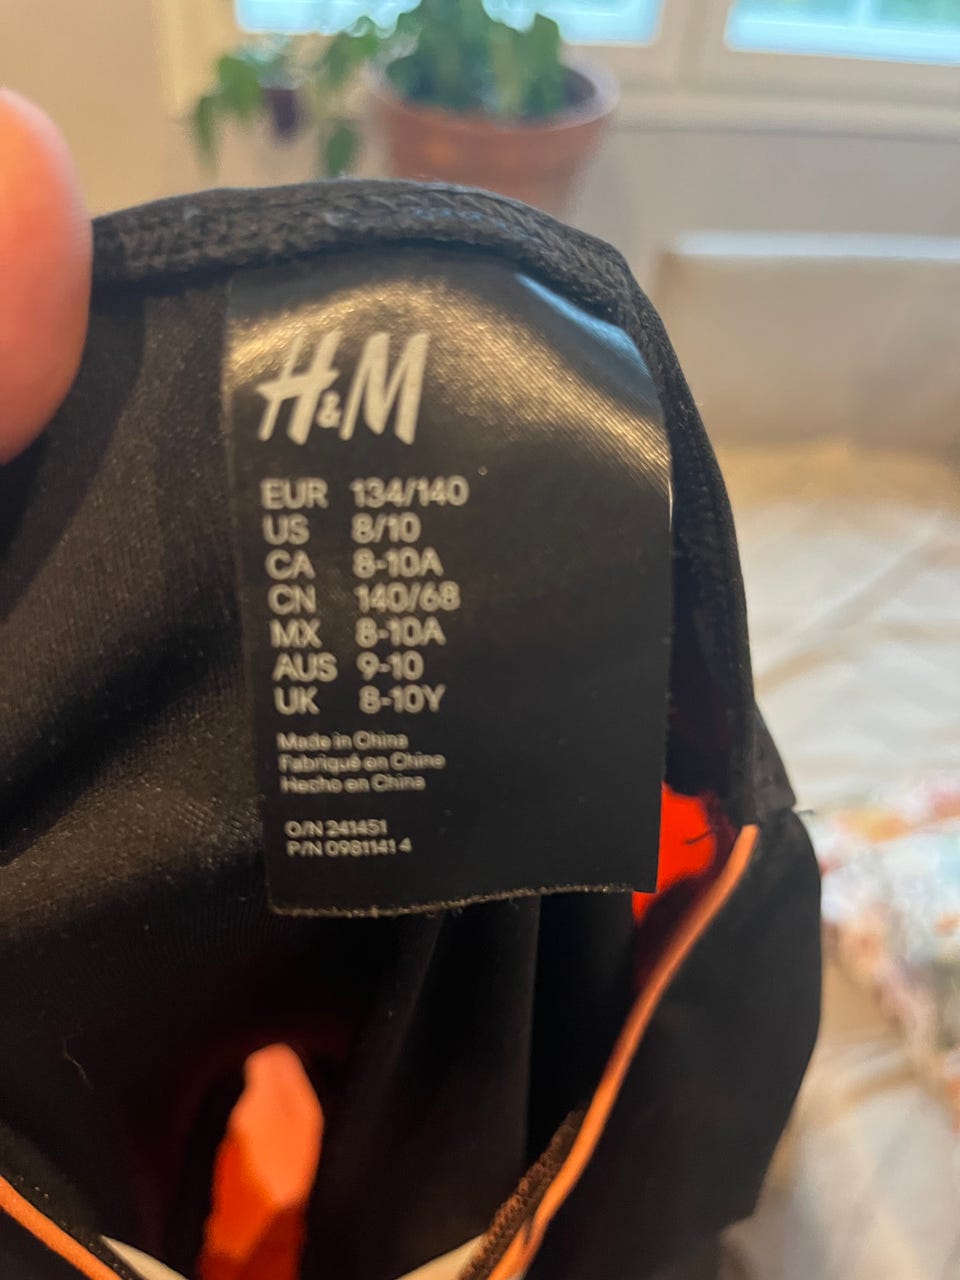 H&M
EUR 134/140
US 8/10
CA 8-10A
CN 140/68
MX 8-10A
AUS 9-10
UK 8-10Y
Made in China
Fabriqué en Chine
Hecho en China
O/N 241451
P/N 0981141 4